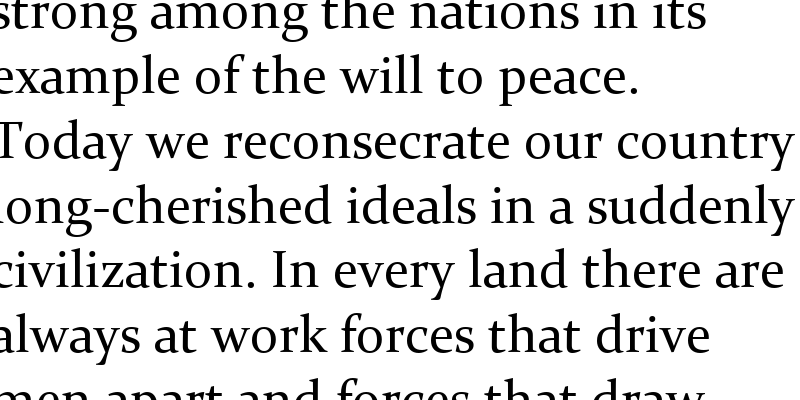 strong among the nations in its
example of the will to peace.
Today we reconsecrate our country
long-cherished ideals in a suddenly
civilization. In every land there are
always at work forces that drive
men apart and forces that draw